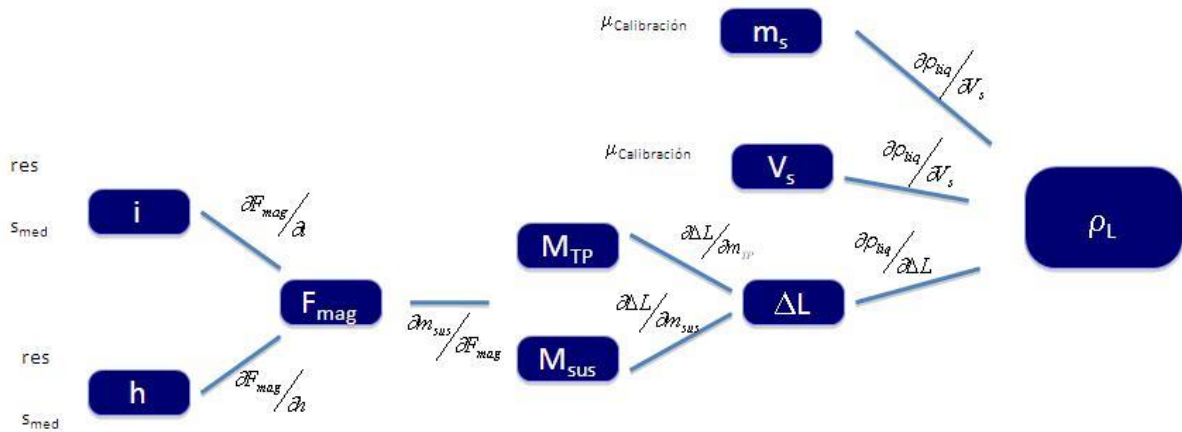 μCalibración
ms
∂ρliq/∂Vs
μCalibración
Vs
∂ρliq/∂Vs
ρL
res
smed
i
∂Fmag/∂i
MTP
∂ΔL/∂mTP
∂ρliq/∂ΔL
Fmag
∂msus/∂Fmag
∂ΔL/∂msus
ΔL
Msus
res
smed
h
∂Fmag/∂h